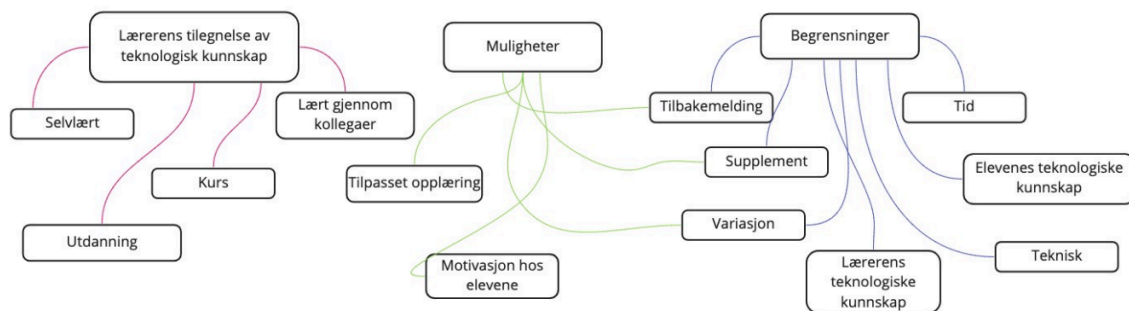 Lærerens tilegnelse av
teknologisk kunnskap
Muligheter
Begrensninger
Selvlært
Lært gjennom
kollegaer
Tilbakemelding
Tid
Kurs
Tilpasset opplæring
Supplement
Elevenes teknologiske
kunnskap
Utdanning
Variasjon
Motivasjon hos
elevene
Lærerens
teknologiske
kunnskap
Teknisk